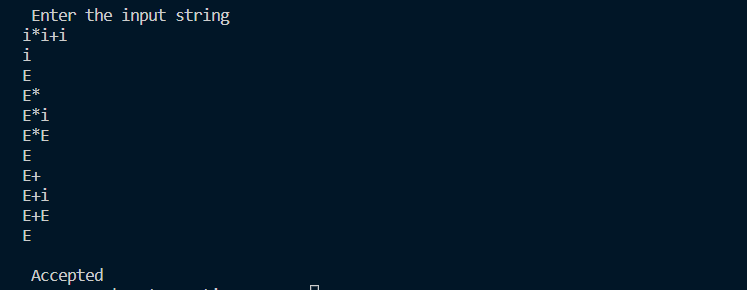 Enter the input string
i*i+i
i
E
E*
E*i
E*E
E
E+
E+i
E+E
E
Accepted